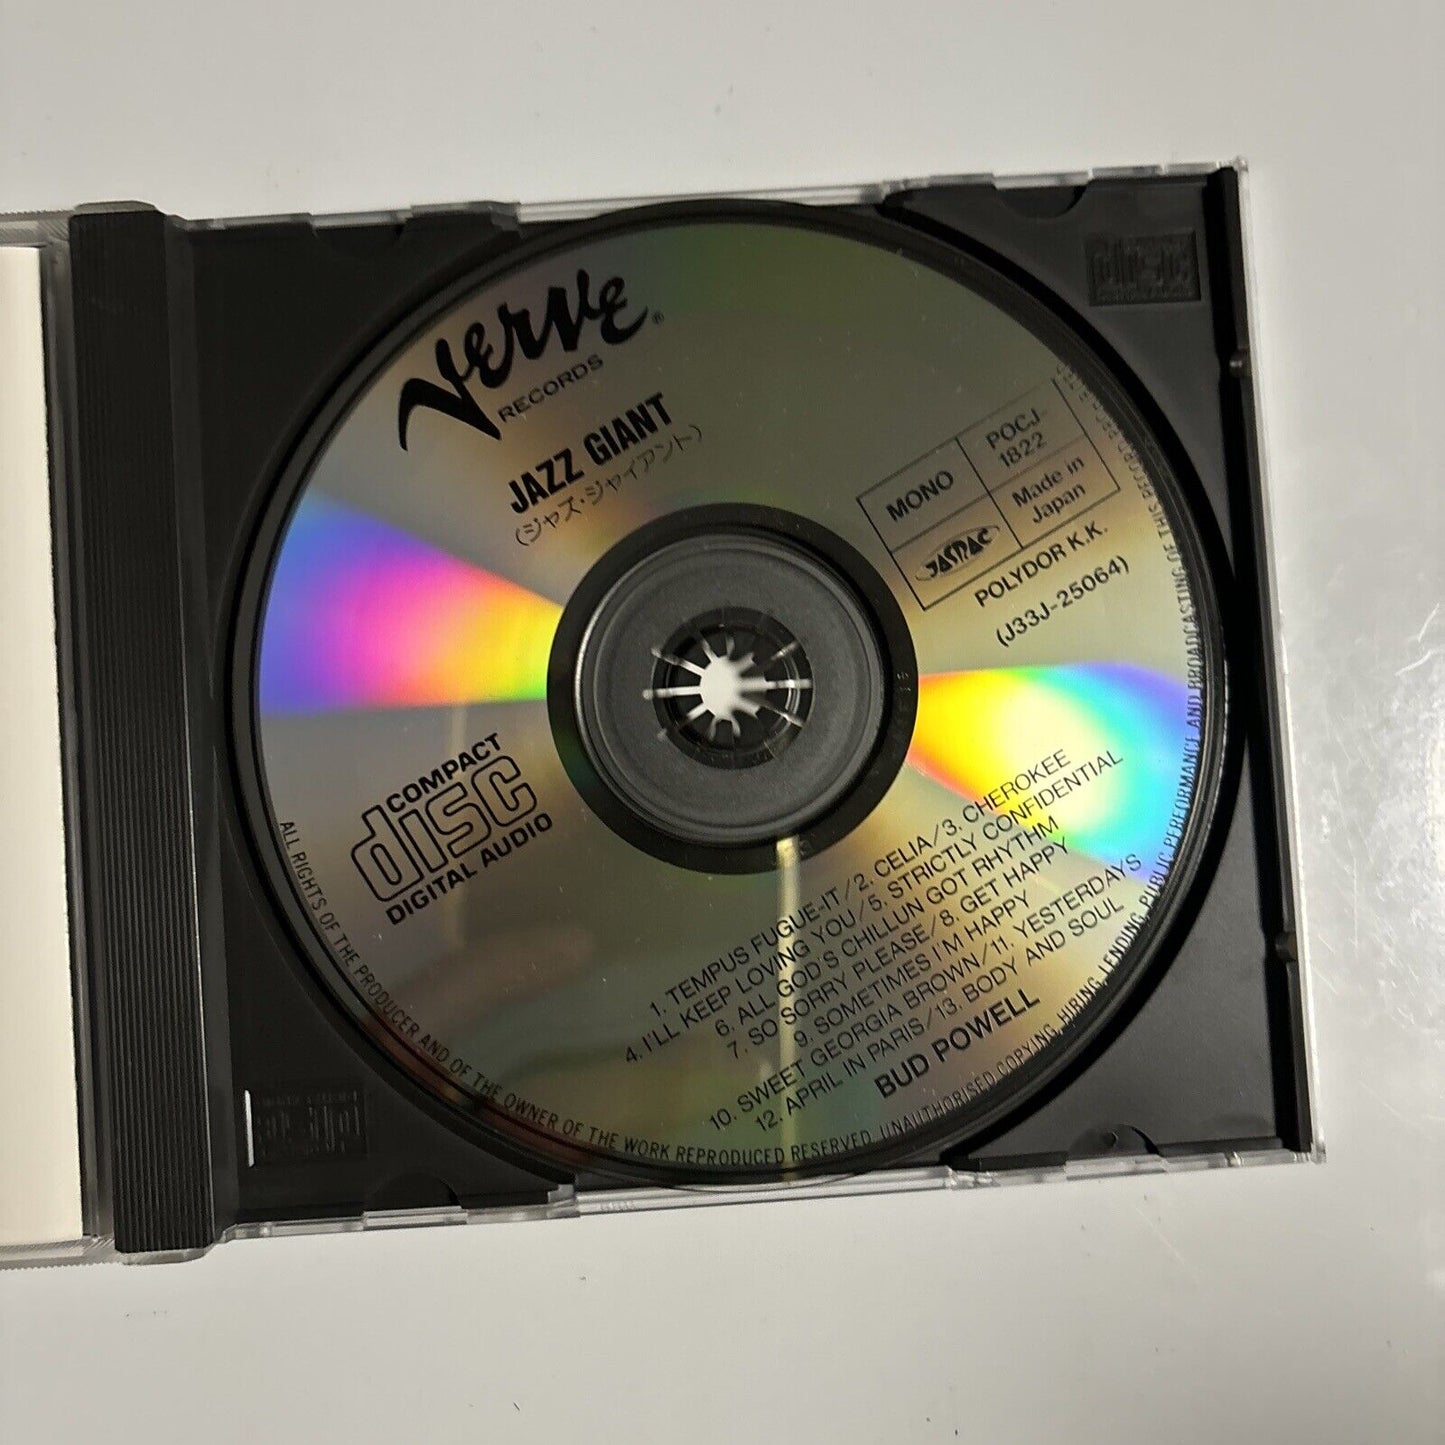 Verve®
RECORDS
JAZZ GIANT
(ジャズ・ジャイアント)
MONO
POCJ-
1822
JASRAC
Made in
Japan
POLYDOR K.K.
(J33J-25064)
COMPACT
disc
DIGITAL AUDIO
1. TEMPUS FUGUE-IT/2. CELIA/3. CHEROKEE
4. I'LL KEEP LOVING YOU/5. STRICTLY CONFIDENTIAL
6. ALL GOD'S CHILLUN GOT RHYTHM
7. SO SORRY PLEASE/8. GET HAPPY
9. SOMETIMES I'M HAPPY
10. SWEET GEORGIA BROWN/11. YESTERDAYS
12. APRIL IN PARIS/13. BODY AND SOUL
BUD POWELL
ALL RIGHTS OF THE PRODUCER AND OF THE OWNER OF THE WORK REPRODUCED RESERVED. UNAUTHORISED COPYING, HIRING, LENDING, PUBLIC PERFORMANCE AND BROADCASTING OF THIS RECORD
disc